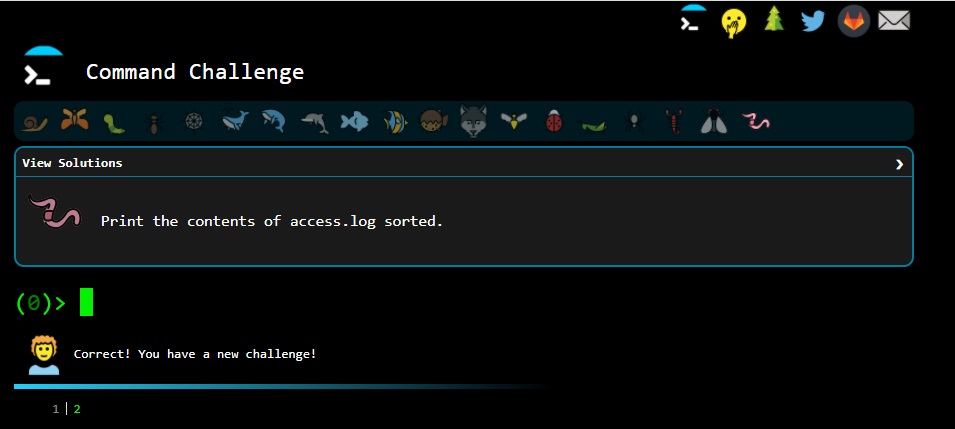 Command Challenge
View Solutions
Print the contents of access.log sorted.
(0)>
Correct! You have a new challenge!
1 | 2